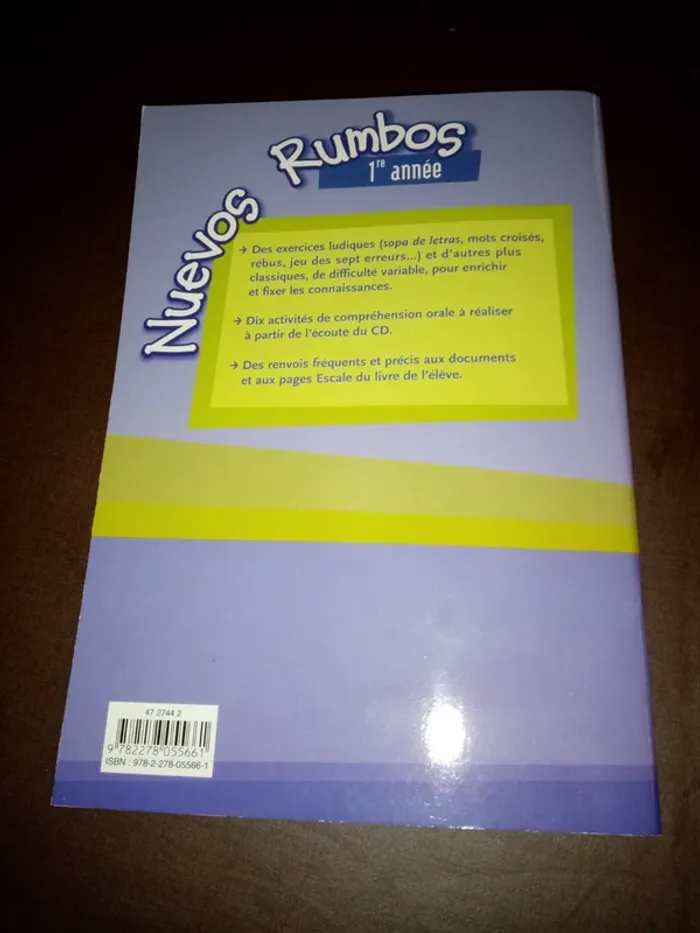 Nuevos
Rumbos
1re année
→ Des exercices ludiques (sopa de letras, mots croisés,
rébus, jeu des sept erreurs...) et d'autres plus
classiques, de difficulté variable, pour enrichir
et fixer les connaissances.
→ Dix activités de compréhension orale à réaliser
à partir de l'écoute du CD.
→ Des renvois fréquents et précis aux documents
et aux pages Escale du livre de l'élève.
47 2744 2
9 782278 055661
ISBN : 978-2-278-05566-1